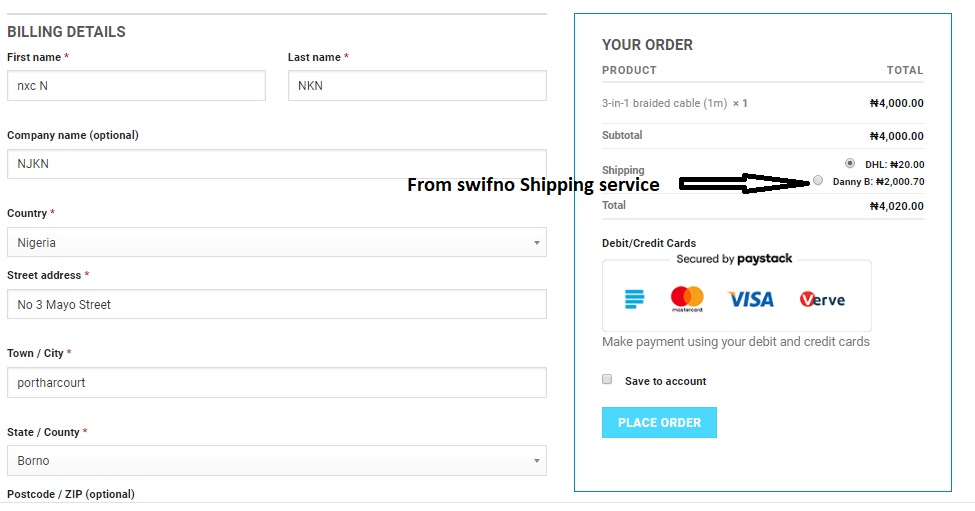 BILLING DETAILS
First name *
Last name *
nxc N
NKN
Company name (optional)
NJKN
Country *
Nigeria
Street address *
No 3 Mayo Street
Town / City *
portharcourt
State / County *
Borno
Postcode / ZIP (optional)
From swifno Shipping service
YOUR ORDER
PRODUCT TOTAL
3-in-1 braided cable (1m) × 1 ₦4,000.00
Subtotal ₦4,000.00
Shipping
DHL: ₦20.00
Danny B: ₦2,000.70
Total ₦4,020.00
Debit/Credit Cards
Secured by paystack
mastercard
VISA
Verve
Make payment using your debit and credit cards
Save to account
PLACE ORDER